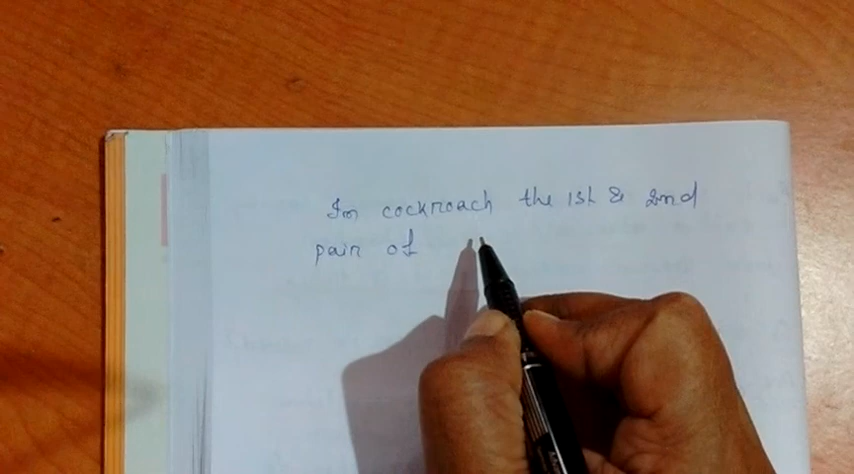 In cockroach the 1st & 2nd
pair of